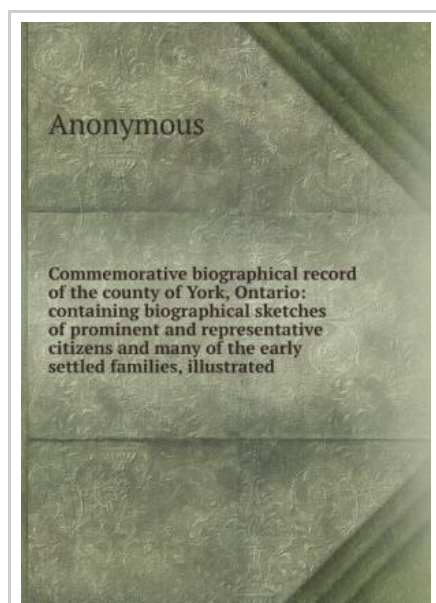 Anonymous
Commemorative biographical record
of the county of York, Ontario:
containing biographical sketches
of prominent and representative
citizens and many of the early
settled families, illustrated